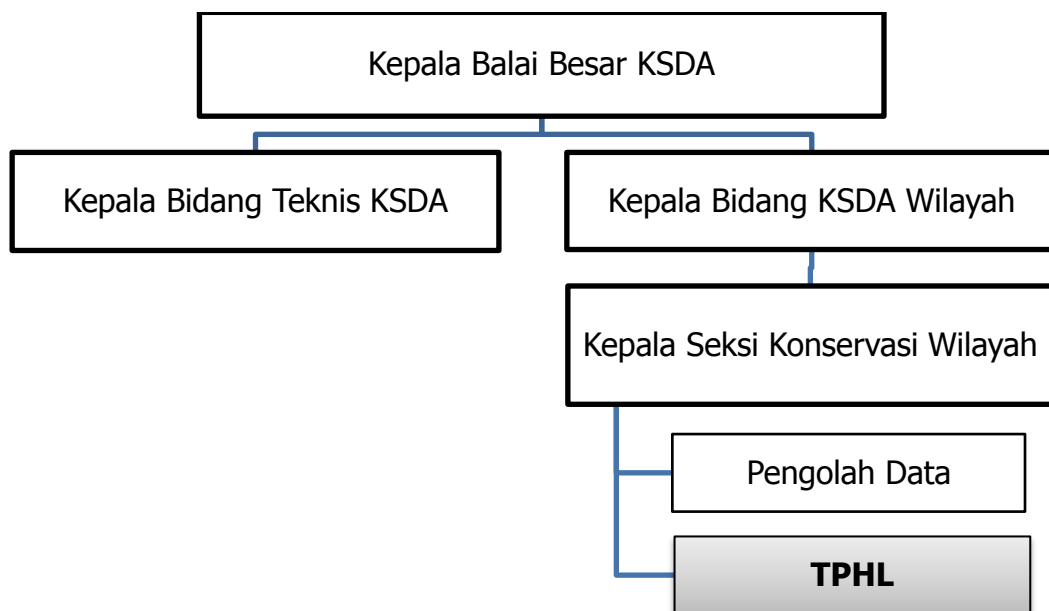 Kepala Balai Besar KSDA
Kepala Bidang Teknis KSDA
Kepala Bidang KSDA Wilayah
Kepala Seksi Konservasi Wilayah
Pengolah Data
TPHL